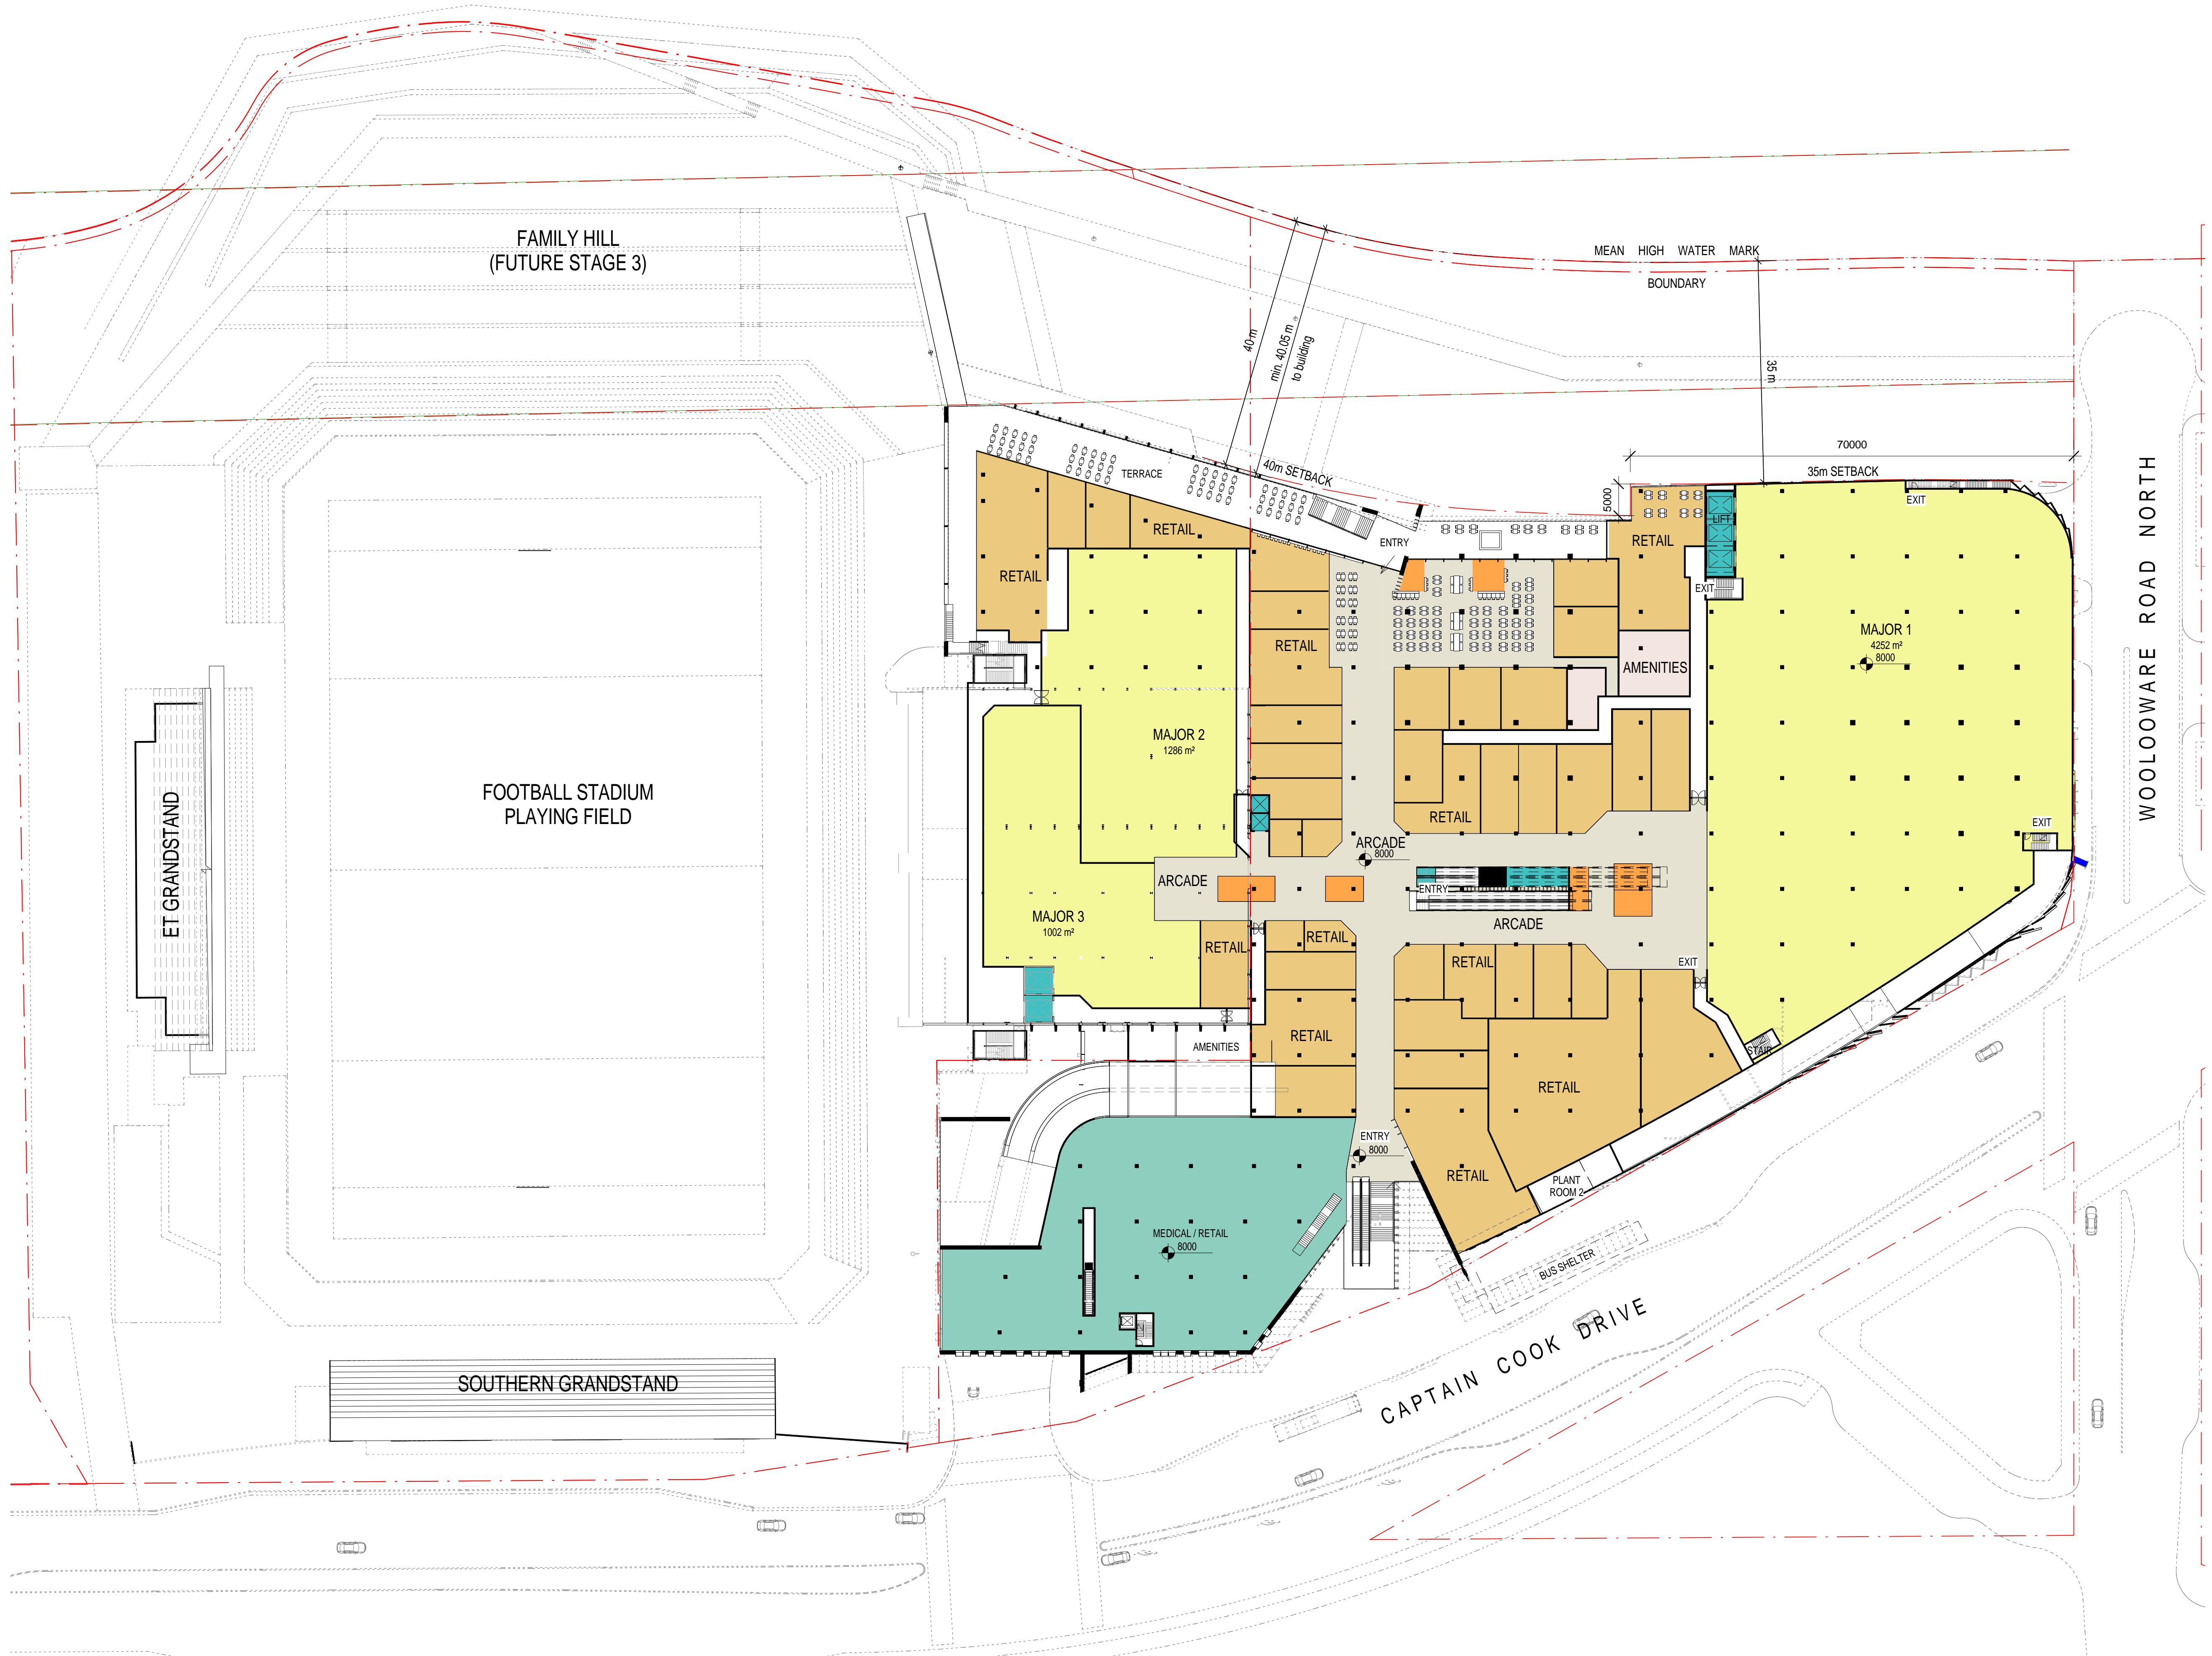 FAMILY HILL
(FUTURE STAGE 3)
MEAN HIGH WATER MARK
BOUNDARY
40 m
min. 40.05 m
to building
35 m
70000
35m SETBACK
5000
40m SETBACK
TERRACE
ENTRY
RETAIL
RETAIL
RETAIL
RETAIL
LIFT
EXIT
EXIT
MAJOR 1
4252 m²
8000
AMENITIES
WOOLOOWARE ROAD NORTH
MAJOR 2
1286 m²
FOOTBALL STADIUM
PLAYING FIELD
ET GRANDSTAND
RETAIL
EXIT
ARCADE
8000
ARCADE
ENTRY
MAJOR 3
1002 m²
ARCADE
RETAIL
RETAIL
RETAIL
EXIT
RETAIL
AMENITIES
STAIR
RETAIL
ENTRY
8000
RETAIL
PLANT
ROOM 2
MEDICAL / RETAIL
8000
BUS SHELTER
CAPTAIN COOK DRIVE
SOUTHERN GRANDSTAND